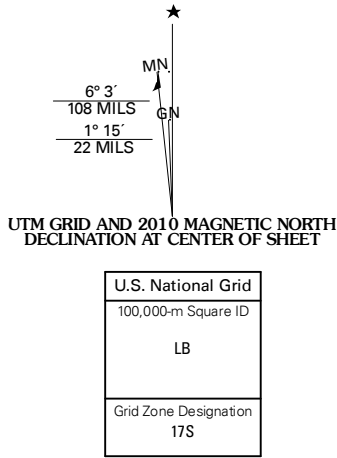 MN
6° 3´
108 MILS
GN
1° 15´
22 MILS
UTM GRID AND 2010 MAGNETIC NORTH
DECLINATION AT CENTER OF SHEET
U.S. National Grid
100,000-m Square ID
LB
Grid Zone Designation
17S